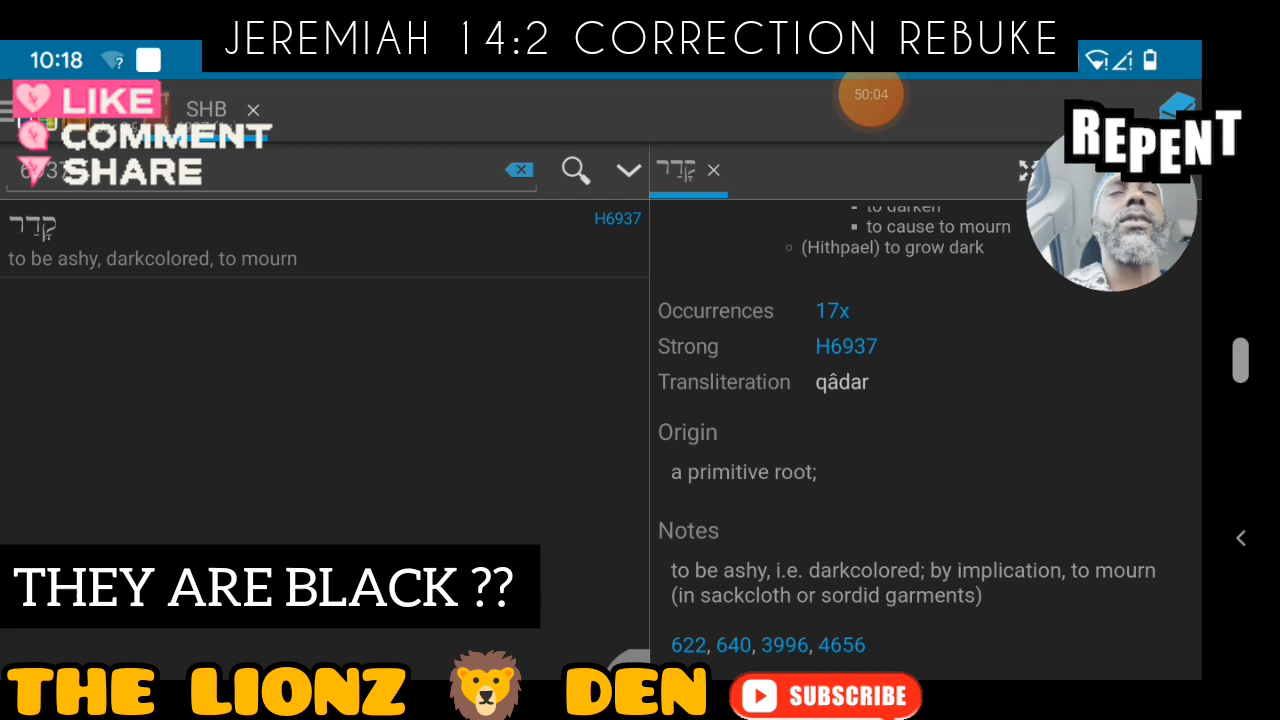 JEREMIAH 14:2 CORRECTION REBUKE
10:18
LIKE
COMMENT
SHARE
SHB
50:04
REPENT
קָדַר
קָדַר
H6937
to be ashy, darkcolored, to mourn
to darken
to cause to mourn
(Hithpael) to grow dark
Occurrences 17x
Strong H6937
Transliteration qâdar
Origin
a primitive root;
Notes
to be ashy, i.e. darkcolored; by implication, to mourn
(in sackcloth or sordid garments)
622, 640, 3996, 4656
THEY ARE BLACK ??
THE LIONZ 🦁 DEN
SUBSCRIBE